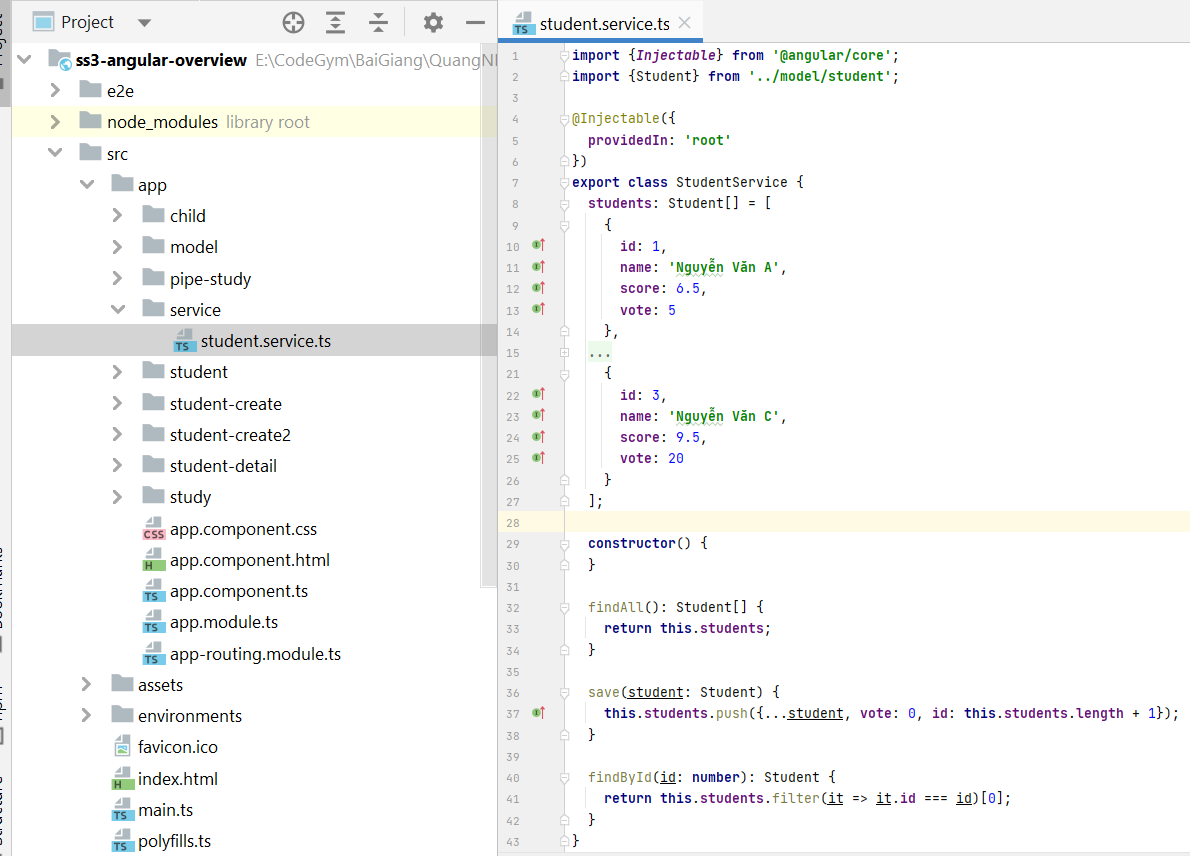 Project
ss3-angular-overview E:\CodeGym\BaiGiang\QuangN
e2e
node_modules library root
src
app
child
model
pipe-study
service
student.service.ts
student
student-create
student-create2
student-detail
study
app.component.css
app.component.html
app.component.ts
app.module.ts
app-routing.module.ts
assets
environments
favicon.ico
index.html
main.ts
polyfills.ts
student.service.ts
1 import {Injectable} from '@angular/core';
2 import {Student} from '../model/student';
3
4 @Injectable({
5 providedIn: 'root'
6 })
7 export class StudentService {
8 students: Student[] = [
9 {
10 id: 1,
11 name: 'Nguyễn Văn A',
12 score: 6.5,
13 vote: 5
14 },
15 ...
21 {
22 id: 3,
23 name: 'Nguyễn Văn C',
24 score: 9.5,
25 vote: 20
26 }
27 ];
28
29 constructor() {
30 }
31
32 findAll(): Student[] {
33 return this.students;
34 }
35
36 save(student: Student) {
37 this.students.push({...student, vote: 0, id: this.students.length + 1});
38 }
39
40 findById(id: number): Student {
41 return this.students.filter(it => it.id === id)[0];
42 }
43 }